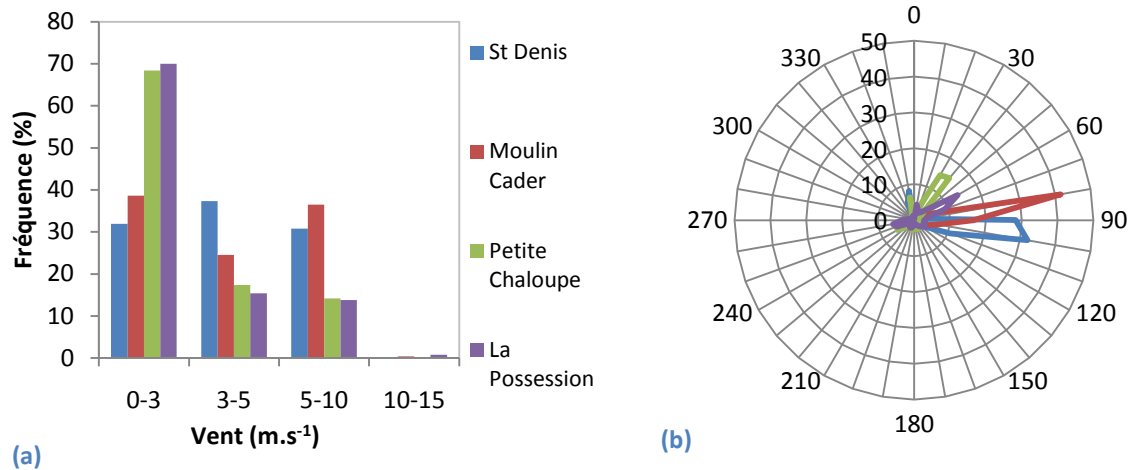 80
70
60
50
40
30
20
10
0
Fréquence (%)
0-3
3-5
5-10
10-15
Vent (m.s-1)
(a)
St Denis
Moulin
Cader
Petite
Chaloupe
La
Possession
0
30
60
90
120
150
180
210
240
270
300
330
50
40
30
20
10
0
(b)